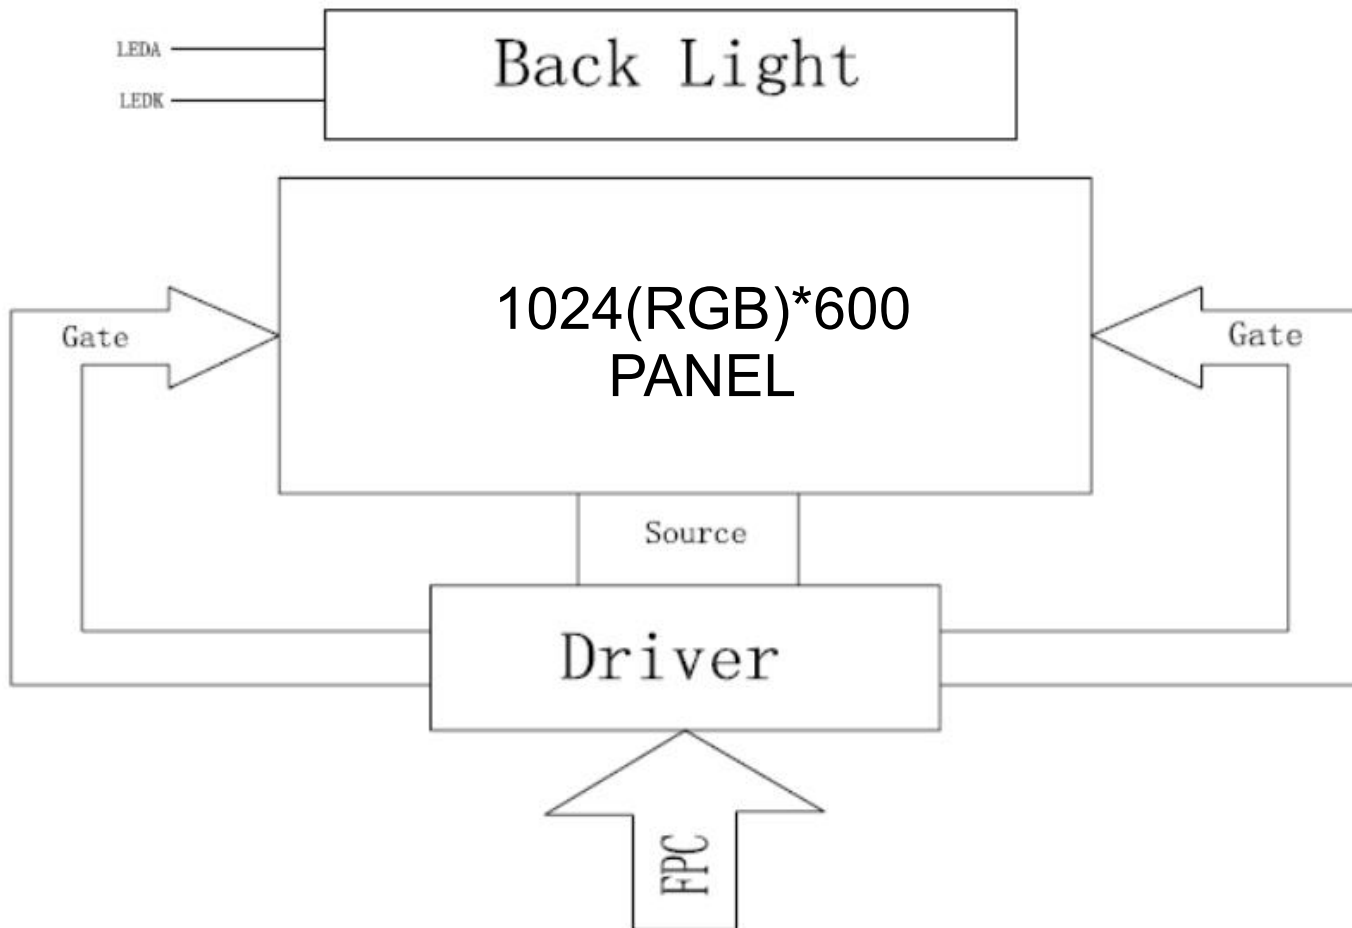 LEDA
Back Light
LEDK
1024(RGB)*600
PANEL
Gate
Gate
Source
Driver
FPC